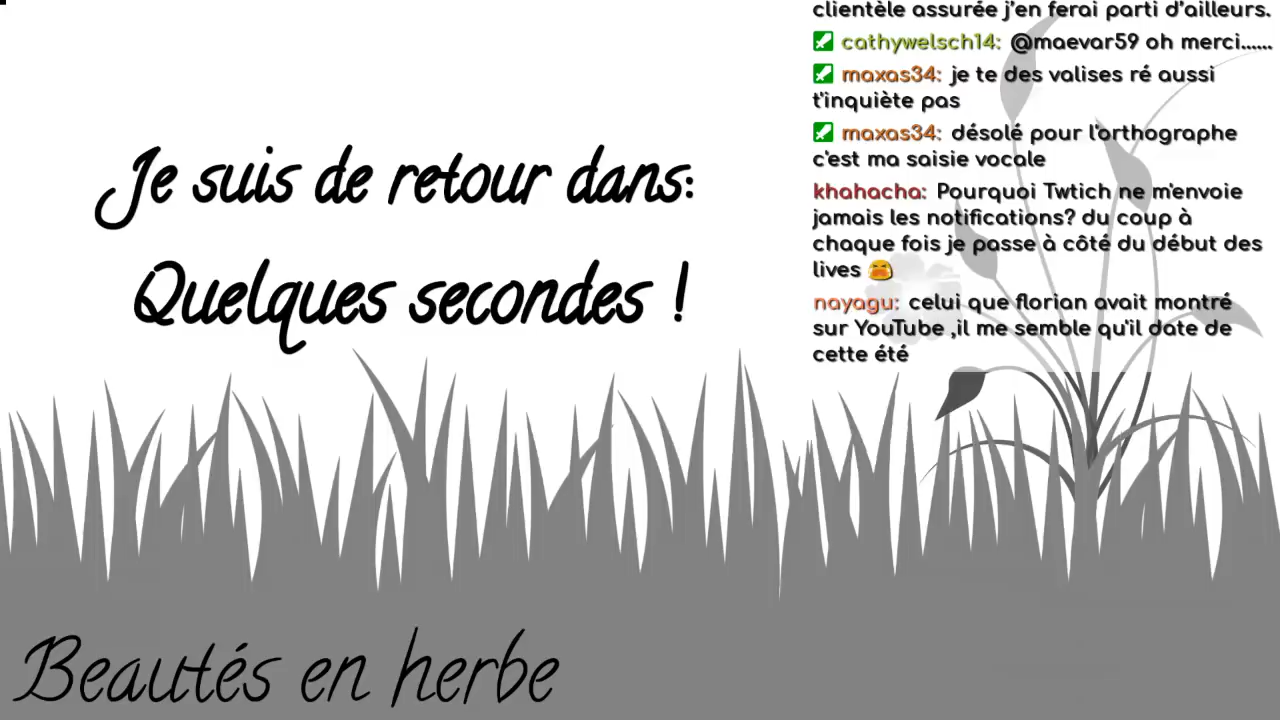 Je suis de retour dans:
Quelques secondes !
clientèle assurée j'en ferai parti d'ailleurs.
cathywelsch14: @maevar59 oh merci......
maxas34: je te des valises ré aussi
t'inquiète pas
maxas34: désolé pour l'orthographe
c'est ma saisie vocale
khahacha: Pourquoi Twtich ne m'envoie
jamais les notifications? du coup à
chaque fois je passe à côté du début des
lives
nayagu: celui que florian avait montré
sur YouTube ,il me semble qu'il date de
cette été
Beautés en herbe